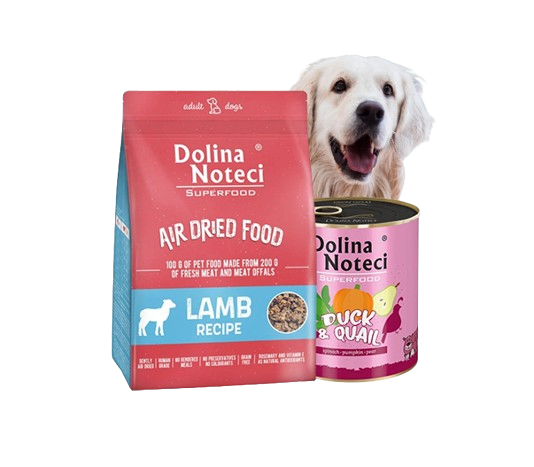 adult dogs
Dolina ®
Noteci
SUPERFOOD
AIR DRIED FOOD
100 G OF PET FOOD MADE FROM 200 G
OF FRESH MEAT AND MEAT OFFALS
LAMB
RECIPE
GENTLY AIR DRIED
HUMAN GRADE
NO RENDERED MEALS
NO PRESERVATIVES NO COLOURANTS
GRAIN FREE
ROSEMARY AND VITAMIN E AS NATURAL ANTIOXIDANTS
Dolina ®
Noteci
SUPERFOOD
DUCK
& QUAIL
spinach · pumpkin · pear